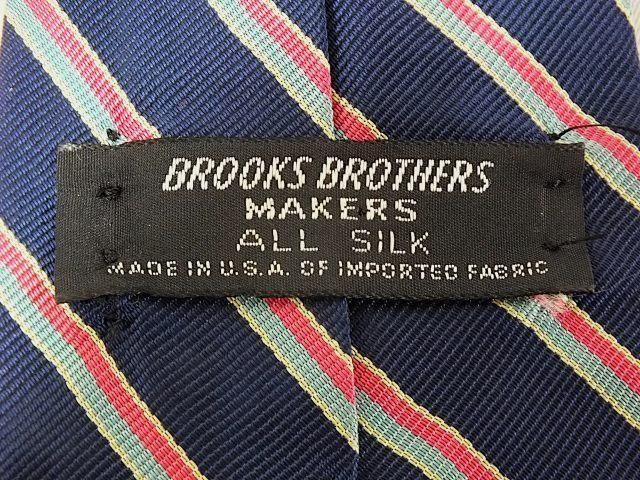 BROOKS BROTHERS
MAKERS
ALL SILK
MADE IN U.S.A. OF IMPORTED FABRIC